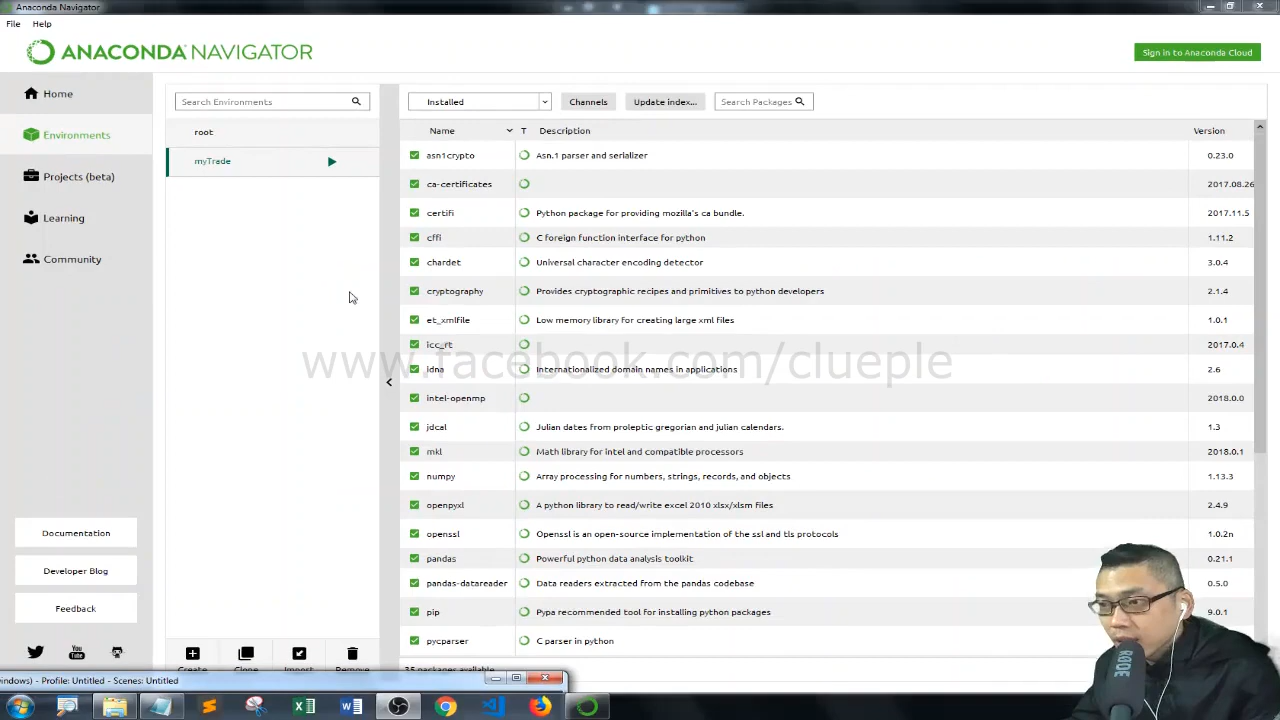 Anaconda Navigator
File Help
ANACONDA NAVIGATOR
Sign in to Anaconda Cloud
Home
Environments
Projects (beta)
Learning
Community
Documentation
Developer Blog
Feedback
Search Environments
root
myTrade
Create Clone Import Remove
Installed Channels Update index... Search Packages
Name T Description Version
asn1crypto Asn.1 parser and serializer 0.23.0
ca-certificates 2017.08.26
certifi Python package for providing mozilla's ca bundle. 2017.11.5
cffi C foreign function interface for python 1.11.2
chardet Universal character encoding detector 3.0.4
cryptography Provides cryptographic recipes and primitives to python developers 2.1.4
et_xmlfile Low memory library for creating large xml files 1.0.1
icc_rt 2017.0.4
www.facebook.com/clueple
idna Internationalized domain names in applications 2.6
intel-openmp 2018.0.0
jdcal Julian dates from proleptic gregorian and julian calendars. 1.3
mkl Math library for intel and compatible processors 2018.0.1
numpy Array processing for numbers, strings, records, and objects 1.13.3
openpyxl A python library to read/write excel 2010 xlsx/xlsm files 2.4.9
openssl Openssl is an open-source implementation of the ssl and tls protocols 1.0.2n
pandas Powerful python data analysis toolkit 0.21.1
pandas-datareader Data readers extracted from the pandas codebase 0.5.0
pip Pypa recommended tool for installing python packages 9.0.1
pycparser C parser in python
35 packages available
indows) - Profile: Untitled - Scenes: Untitled
RØDE